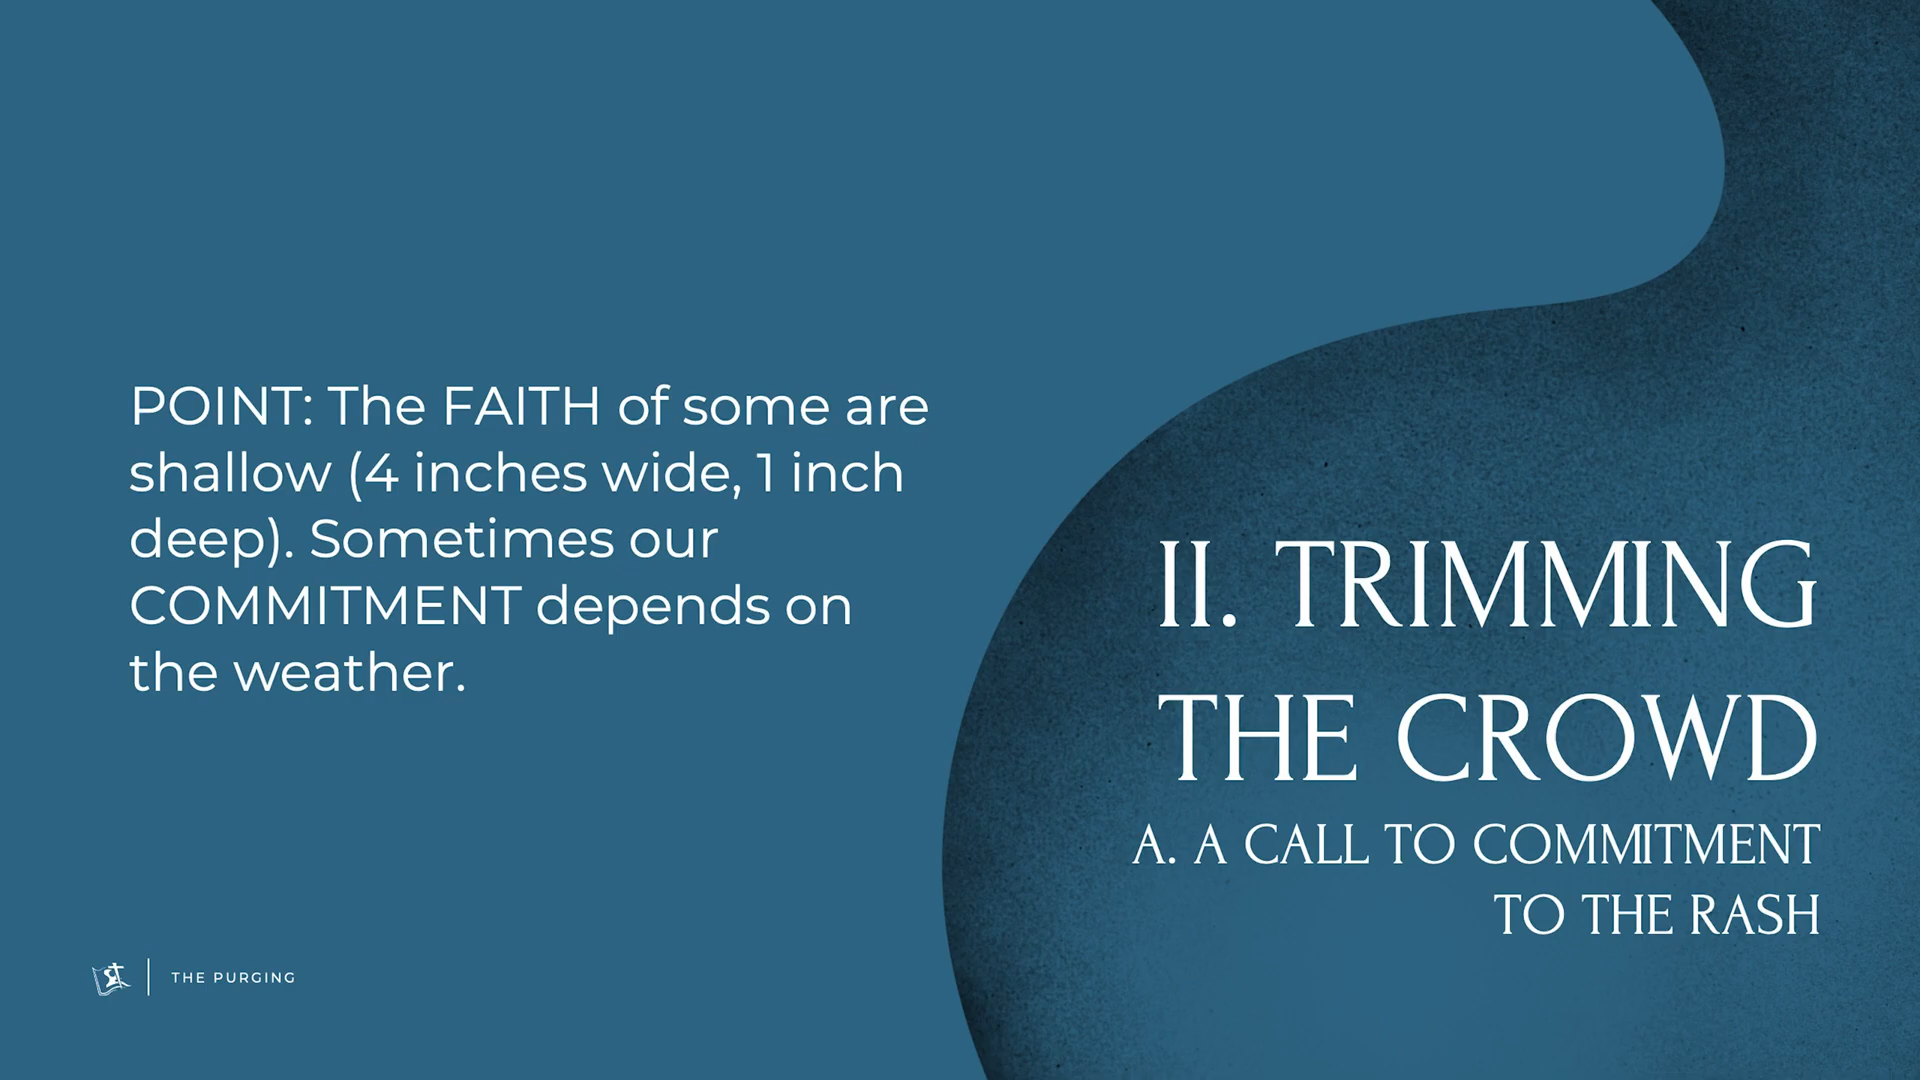 POINT: The FAITH of some are
shallow (4 inches wide, 1 inch
deep). Sometimes our
COMMITMENT depends on
the weather.
II. TRIMMING
THE CROWD
A. A CALL TO COMMITMENT
TO THE RASH
THE PURGING